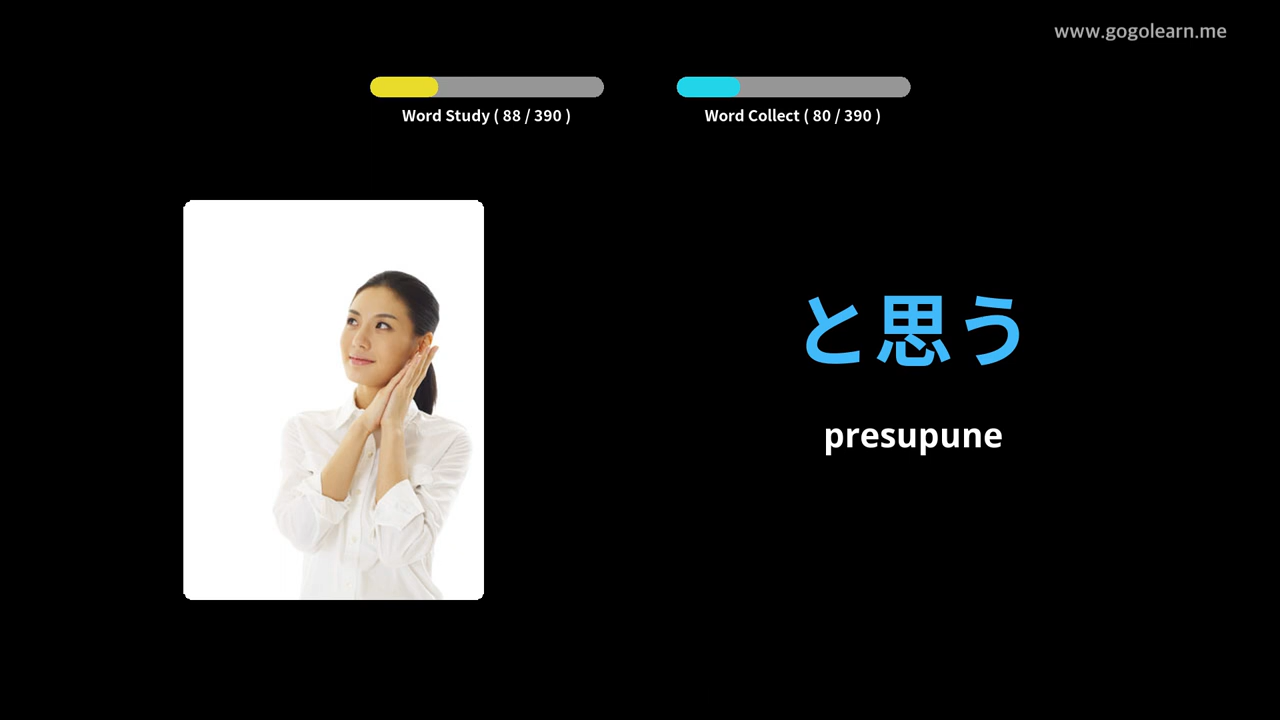 www.gogolearn.me
Word Study ( 88 / 390 )
Word Collect ( 80 / 390 )
と思う
presupune